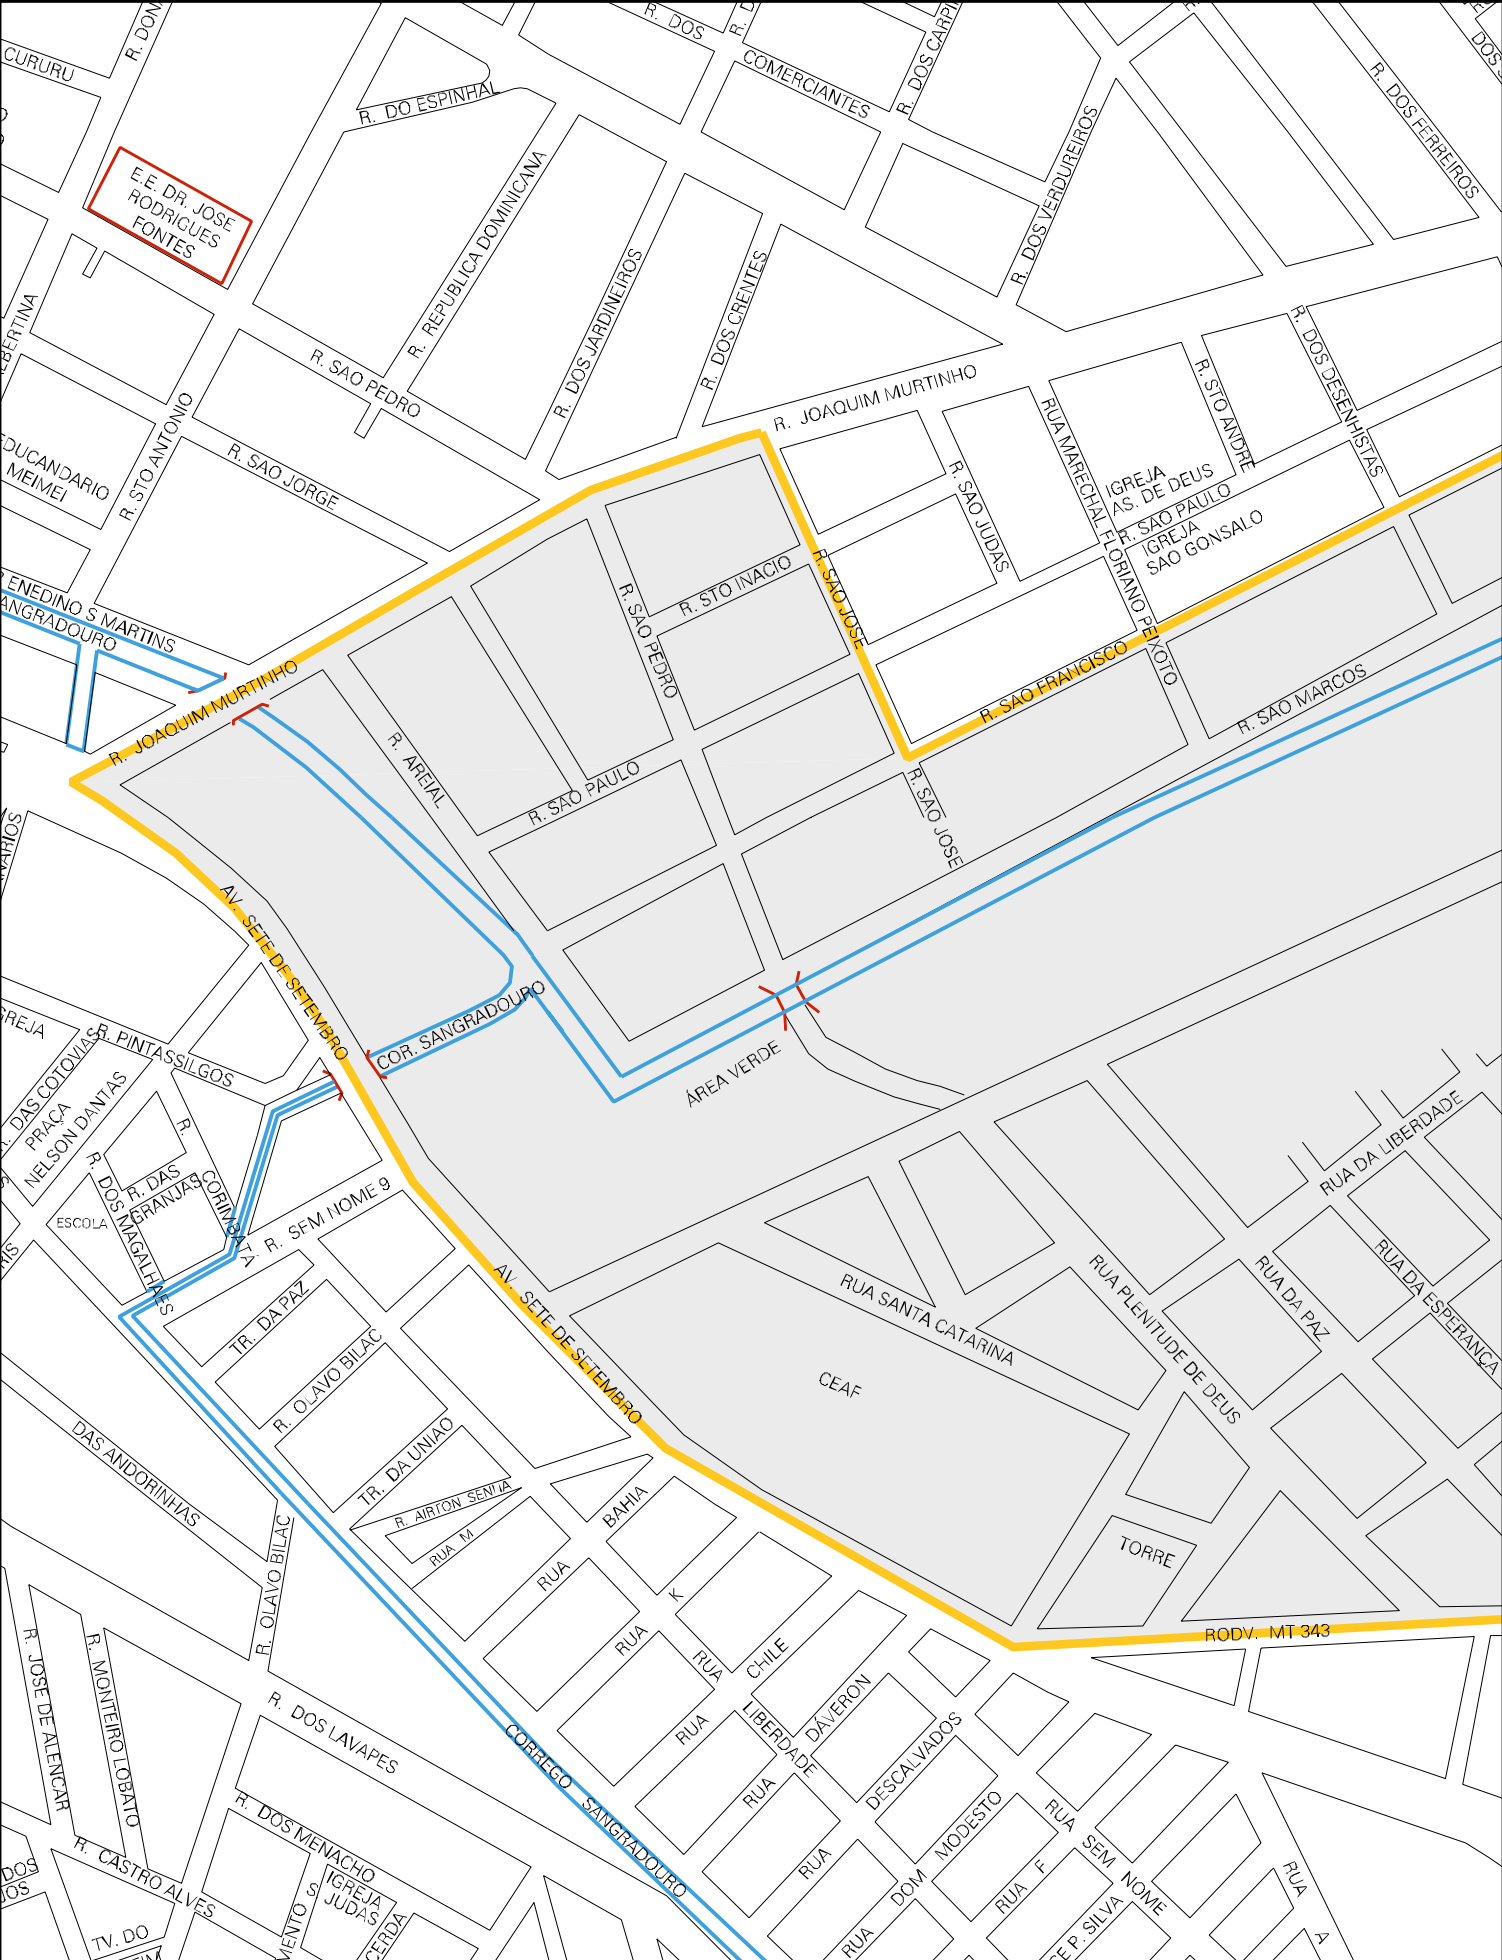 R. DOS
COMERCIANTES
R. DOS FERREIROS
CURURU
R. DO ESPINHAL
R. DOS VERDUREIROS
E.E. DR. JOSE
RODRIGUES
FONTES
R. REPUBLICA DOMINICANA
R. DOS JARDINEIROS
R. DOS CRENTES
R. SAO PEDRO
R. JOAQUIM MURTINHO
R. DOS DESENHISTAS
R. STO ANDRE
RUA MARECHAL FLORIANO PEIXOTO
R. STO ANTONIO
R. SAO JORGE
MEIMEI
R. SAO JUDAS
IGREJA
AS. DE DEUS
R. SAO PAULO
IGREJA
SAO GONSALO
ENEDINO S MARTINS
R. STO INACIO
R. SAO JOSE
R. SAO PEDRO
R. SAO FRANCISCO
R. SAO MARCOS
R. JOAQUIM MURTINHO
R. AREIAL
R. SAO PAULO
R. SAO JOSE
AV. SETE DE SETEMBRO
COR. SANGRADOURO
ÁREA VERDE
R. PINTASSILGOS
R. DAS COTOVIAS
PRAÇA
NELSON DANTAS
R. CORIMBATÁ
R. DAS
GRANJAS
R. DOS MAGALHAES
ESCOLA
R. SEM NOME 9
RUA DA LIBERDADE
RUA DA ESPERANÇA
RUA DA PAZ
RUA PLENITUDE DE DEUS
RUA SANTA CATARINA
CEAF
AV. SETE DE SETEMBRO
TR. DA PAZ
R. OLAVO BILAC
TR. DA UNIAO
R. AIRTON SENNA
RUA M
DAS ANDORINHAS
R. OLAVO BILAC
RUA BAHIA
TORRE
RODV. MT 343
RUA K
RUA CHILE
RUA LIBERDADE
RUA DÁVERON
RUA DESCALVADOS
R. JOSE DE ALENCAR
R. MONTEIRO LOBATO
R. DOS LAVAPES
CORREGO SANGRADOURO
R. DOS MENACHO
IGREJA
S JUDAS
R. CASTRO ALVES
TV. DO
RUA DOM MODESTO
RUA F
RUA SEM NOME
RUA A